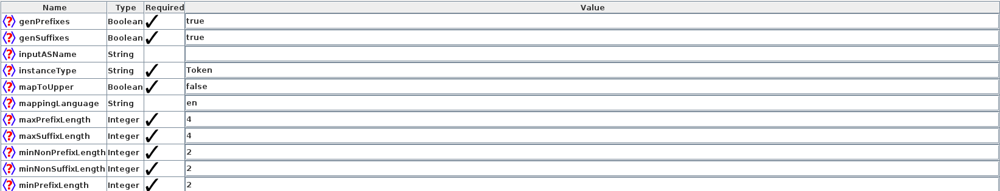 Name Type Required Value
genPrefixes Boolean ✓ true
genSuffixes Boolean ✓ true
inputASName String
instanceType String ✓ Token
mapToUpper Boolean ✓ false
mappingLanguage String en
maxPrefixLength Integer ✓ 4
maxSuffixLength Integer ✓ 4
minNonPrefixLength Integer ✓ 2
minNonSuffixLength Integer ✓ 2
minPrefixLength Integer ✓ 2